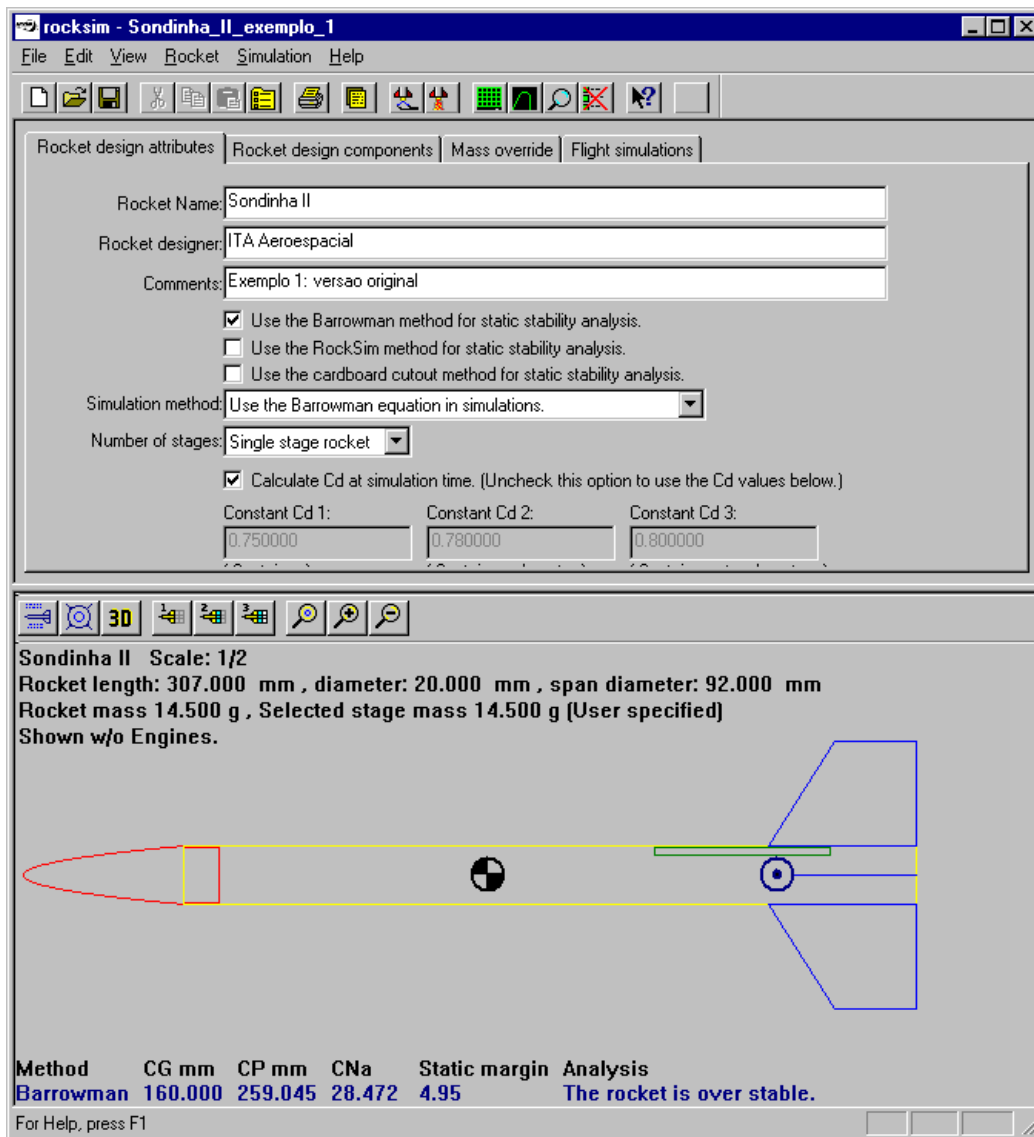 rocksim - Sondinha_II_exemplo_1
File Edit View Rocket Simulation Help
Rocket design attributes Rocket design components Mass override Flight simulations
Rocket Name: Sondinha II
Rocket designer: ITA Aeroespacial
Comments: Exemplo 1: versao original
Use the Barrowman method for static stability analysis.
Use the RockSim method for static stability analysis.
Use the cardboard cutout method for static stability analysis.
Simulation method: Use the Barrowman equation in simulations.
Number of stages: Single stage rocket
Calculate Cd at simulation time. (Uncheck this option to use the Cd values below.)
Constant Cd 1: Constant Cd 2: Constant Cd 3:
0.750000 0.780000 0.800000
3D 1 2 3
Sondinha II Scale: 1/2
Rocket length: 307.000 mm , diameter: 20.000 mm , span diameter: 92.000 mm
Rocket mass 14.500 g , Selected stage mass 14.500 g (User specified)
Shown w/o Engines.
Method CG mm CP mm CNa Static margin Analysis
Barrowman 160.000 259.045 28.472 4.95 The rocket is over stable.
For Help, press F1